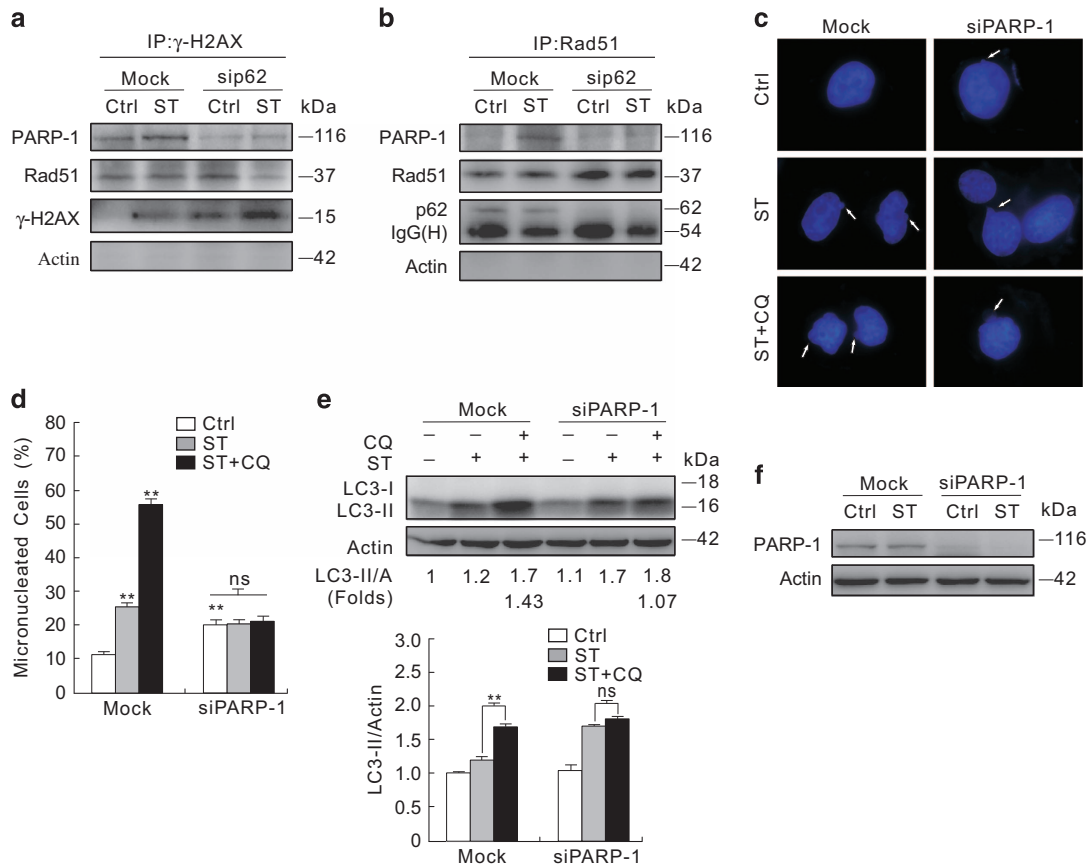 a
IP:γ-H2AX
Mock sip62
Ctrl ST Ctrl ST kDa
PARP-1 —116
Rad51 —37
γ-H2AX —15
Actin —42
b
IP:Rad51
Mock sip62
Ctrl ST Ctrl ST kDa
PARP-1 —116
Rad51 —37
p62 —62
IgG(H) —54
Actin —42
c
Mock siPARP-1
Ctrl
ST
ST+CQ
d
Micronucleated Cells (%)
80
70
60
50
40
30
20
10
0
Ctrl
ST
ST+CQ
**
**
**
ns
Mock siPARP-1
e
Mock siPARP-1
CQ – – + – – +
ST – + + – + + kDa
LC3-I —18
LC3-II —16
Actin —42
LC3-II/A 1 1.2 1.7 1.1 1.7 1.8
(Folds) 1.43 1.07
LC3-II/Actin
3.0
2.5
2.0
1.5
1.0
0.5
0
Ctrl
ST
ST+CQ
**
ns
Mock siPARP-1
f
Mock siPARP-1
Ctrl ST Ctrl ST kDa
PARP-1 —116
Actin —42